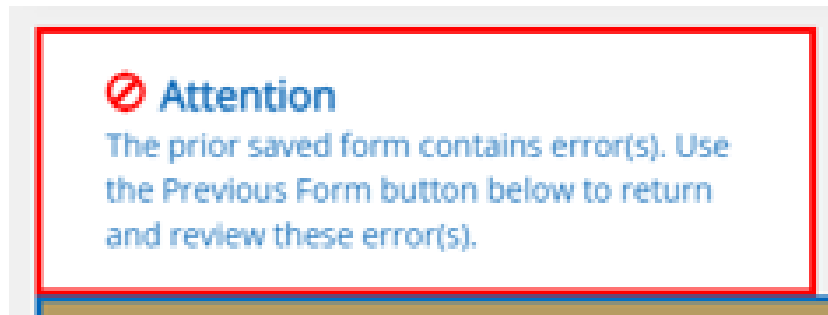 Attention
The prior saved form contains error(s). Use
the Previous Form button below to return
and review these error(s).